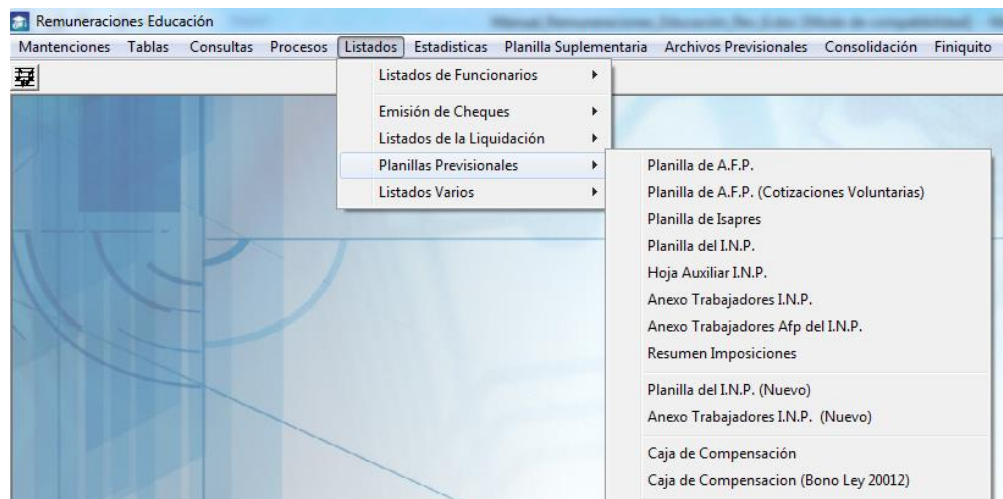 Remuneraciones Educación
Mantenciones Tablas Consultas Procesos Listados Estadisticas Planilla Suplementaria Archivos Previsionales Consolidación Finiquito
Listados de Funcionarios
Emisión de Cheques
Listados de la Liquidación
Planillas Previsionales
Listados Varios
Planilla de A.F.P.
Planilla de A.F.P. (Cotizaciones Voluntarias)
Planilla de Isapres
Planilla del I.N.P.
Hoja Auxiliar I.N.P.
Anexo Trabajadores I.N.P.
Anexo Trabajadores Afp del I.N.P.
Resumen Imposiciones
Planilla del I.N.P. (Nuevo)
Anexo Trabajadores I.N.P. (Nuevo)
Caja de Compensación
Caja de Compensacion (Bono Ley 20012)